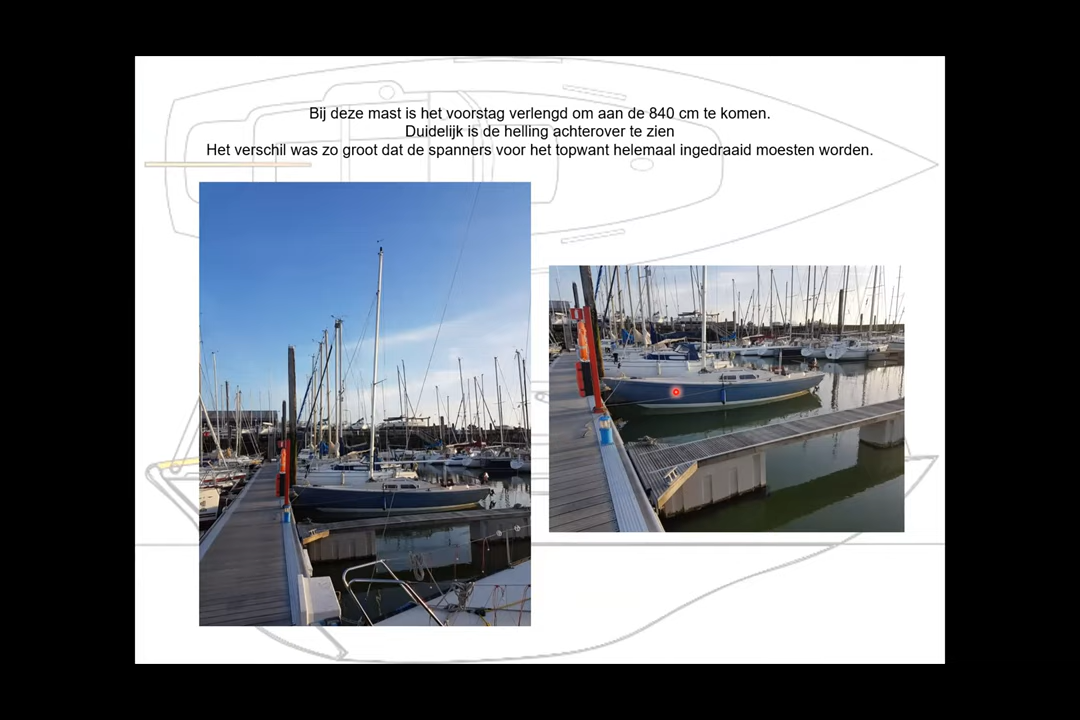 Bij deze mast is het voorstag verlengd om aan de 840 cm te komen.
Duidelijk is de helling achterover te zien
Het verschil was zo groot dat de spanners voor het topwant helemaal ingedraaid moesten worden.